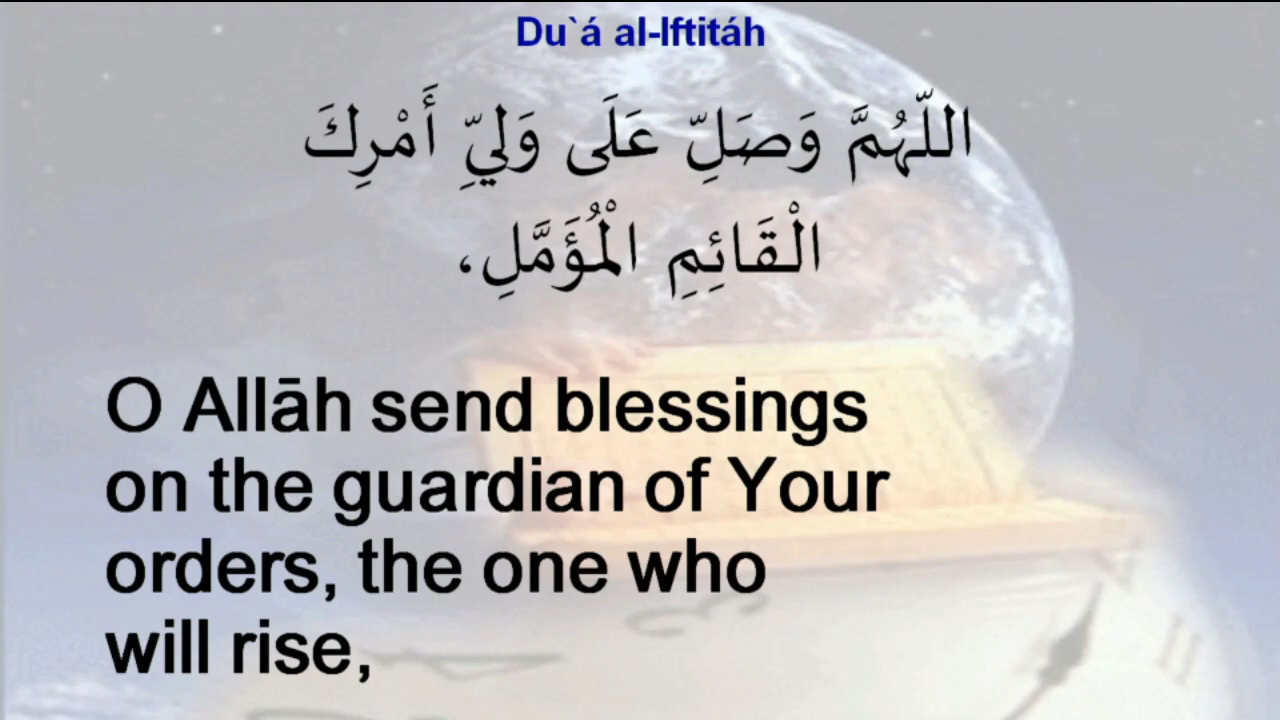 Du`á al-Iftitáh
اللّهُمَّ وَصَلِّ عَلَى وَلِيِّ أَمْرِكَ
الْقَائِمِ الْمُؤَمَّلِ،
O Allāh send blessings
on the guardian of Your
orders, the one who
will rise,